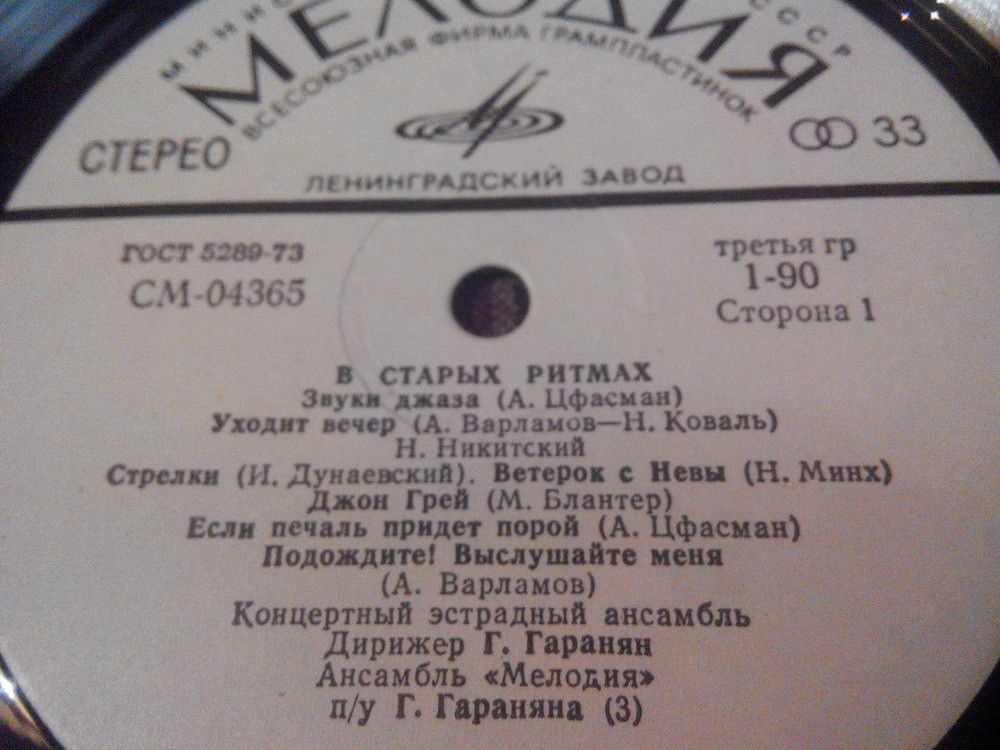 МЕЛОДИЯ
СССР
ВСЕСОЮЗНАЯ ФИРМА ГРАМПЛАСТИНОК
СТЕРЕО
33
ЛЕНИНГРАДСКИЙ ЗАВОД
ГОСТ 5289-73
СМ-04365
третья гр
1-90
Сторона 1
В СТАРЫХ РИТМАХ
Звуки джаза (А. Цфасман)
Уходит вечер (А. Варламов—Н. Коваль)
Н. Никитский
Стрелки (И. Дунаевский). Ветерок с Невы (Н. Минх)
Джон Грей (М. Блантер)
Если печаль придет порой (А. Цфасман)
Подождите! Выслушайте меня
(А. Варламов)
Концертный эстрадный ансамбль
Дирижер Г. Гаранян
Ансамбль «Мелодия»
п/у Г. Гараняна (3)